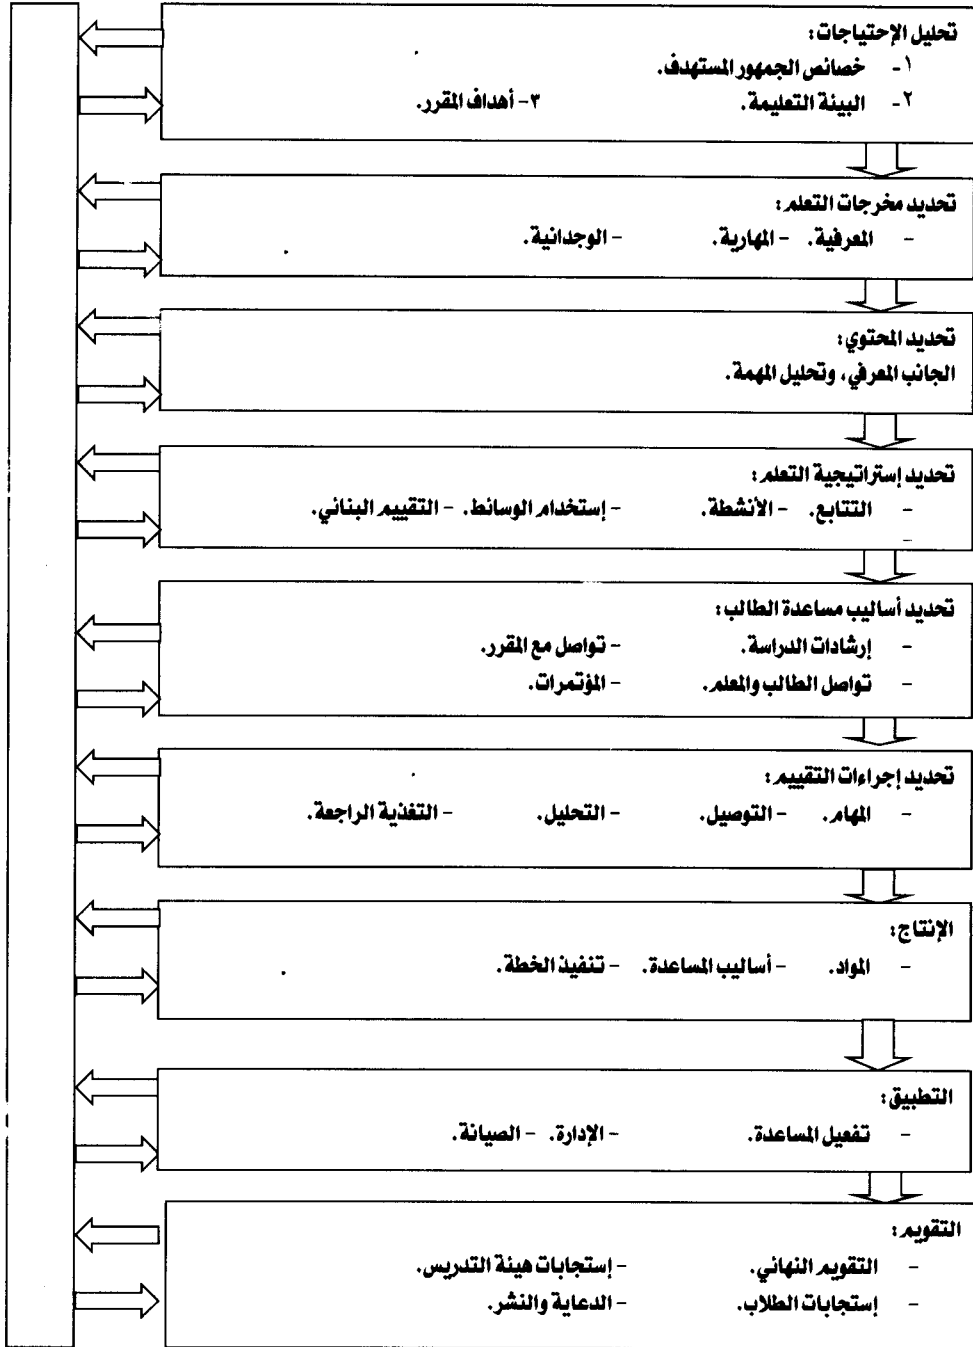 تحليل الإحتياجات:
١- خصائص الجمهور المستهدف.
٢- البيئة التعليمة. ٣- أهداف المقرر.
تحديد مخرجات التعلم:
- المعرفية. - المهارية. - الوجدانية.
تحديد المحتوي:
الجانب المعرفي، وتحليل المهمة.
تحديد إستراتيجية التعلم:
- التتابع. - الأنشطة. - إستخدام الوسائط. - التقييم البنائي.
-
تحديد أساليب مساعدة الطالب:
- إرشادات الدراسة. - تواصل مع المقرر.
- تواصل الطالب والمعلم. - المؤتمرات.
تحديد إجراءات التقييم:
- المهام. - التوصيل. - التحليل. - التغذية الراجعة.
الإنتاج:
- المواد. - أساليب المساعدة. - تنفيذ الخطة.
التطبيق:
- تفعيل المساعدة. - الإدارة. - الصيانة.
التقويم:
- التقويم النهائي. - إستجابات هيئة التدريس.
- إستجابات الطلاب. - الدعاية والنشر.